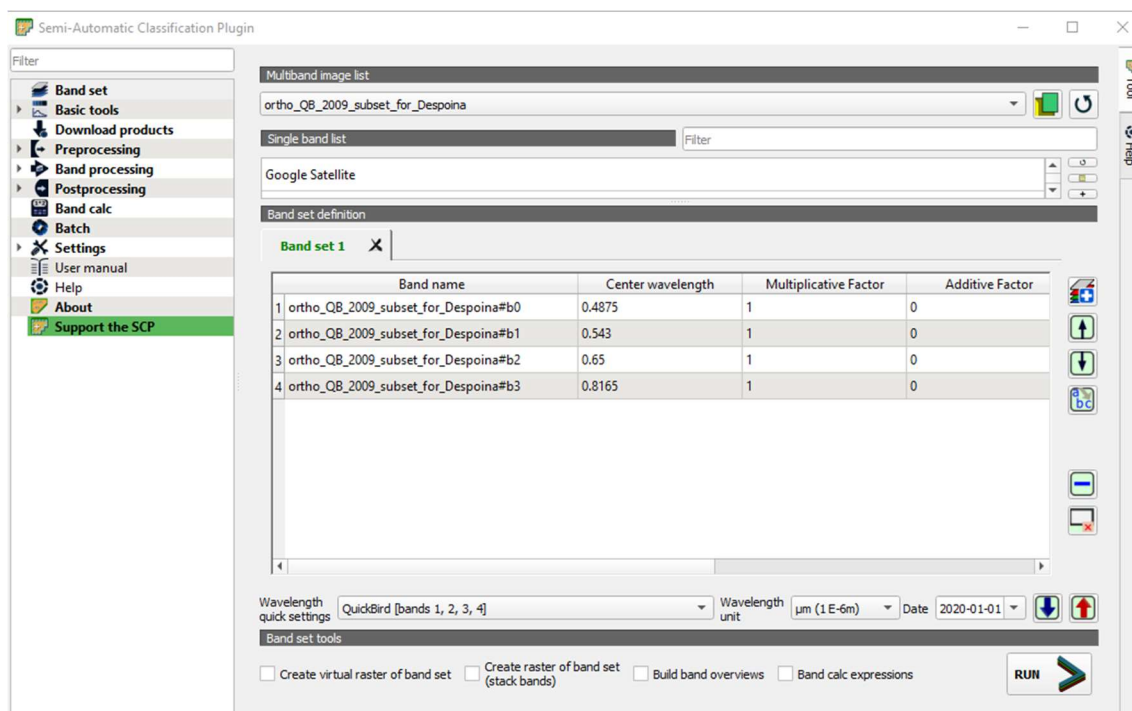 Semi-Automatic Classification Plugin
Filter
Band set
Basic tools
Download products
Preprocessing
Band processing
Postprocessing
Band calc
Batch
Settings
User manual
Help
About
Support the SCP
Multiband image list
ortho_QB_2009_subset_for_Despoina
Single band list
Filter
Google Satellite
Band set definition
Band set 1
Band name Center wavelength Multiplicative Factor Additive Factor
1 ortho_QB_2009_subset_for_Despoina#b0 0.4875 1 0
2 ortho_QB_2009_subset_for_Despoina#b1 0.543 1 0
3 ortho_QB_2009_subset_for_Despoina#b2 0.65 1 0
4 ortho_QB_2009_subset_for_Despoina#b3 0.8165 1 0
a
bc
Wavelength
quick settings
QuickBird [bands 1, 2, 3, 4]
Wavelength
unit
µm (1 E-6m)
Date
2020-01-01
Band set tools
Create virtual raster of band set
Create raster of band set
(stack bands)
Build band overviews
Band calc expressions
RUN
Help